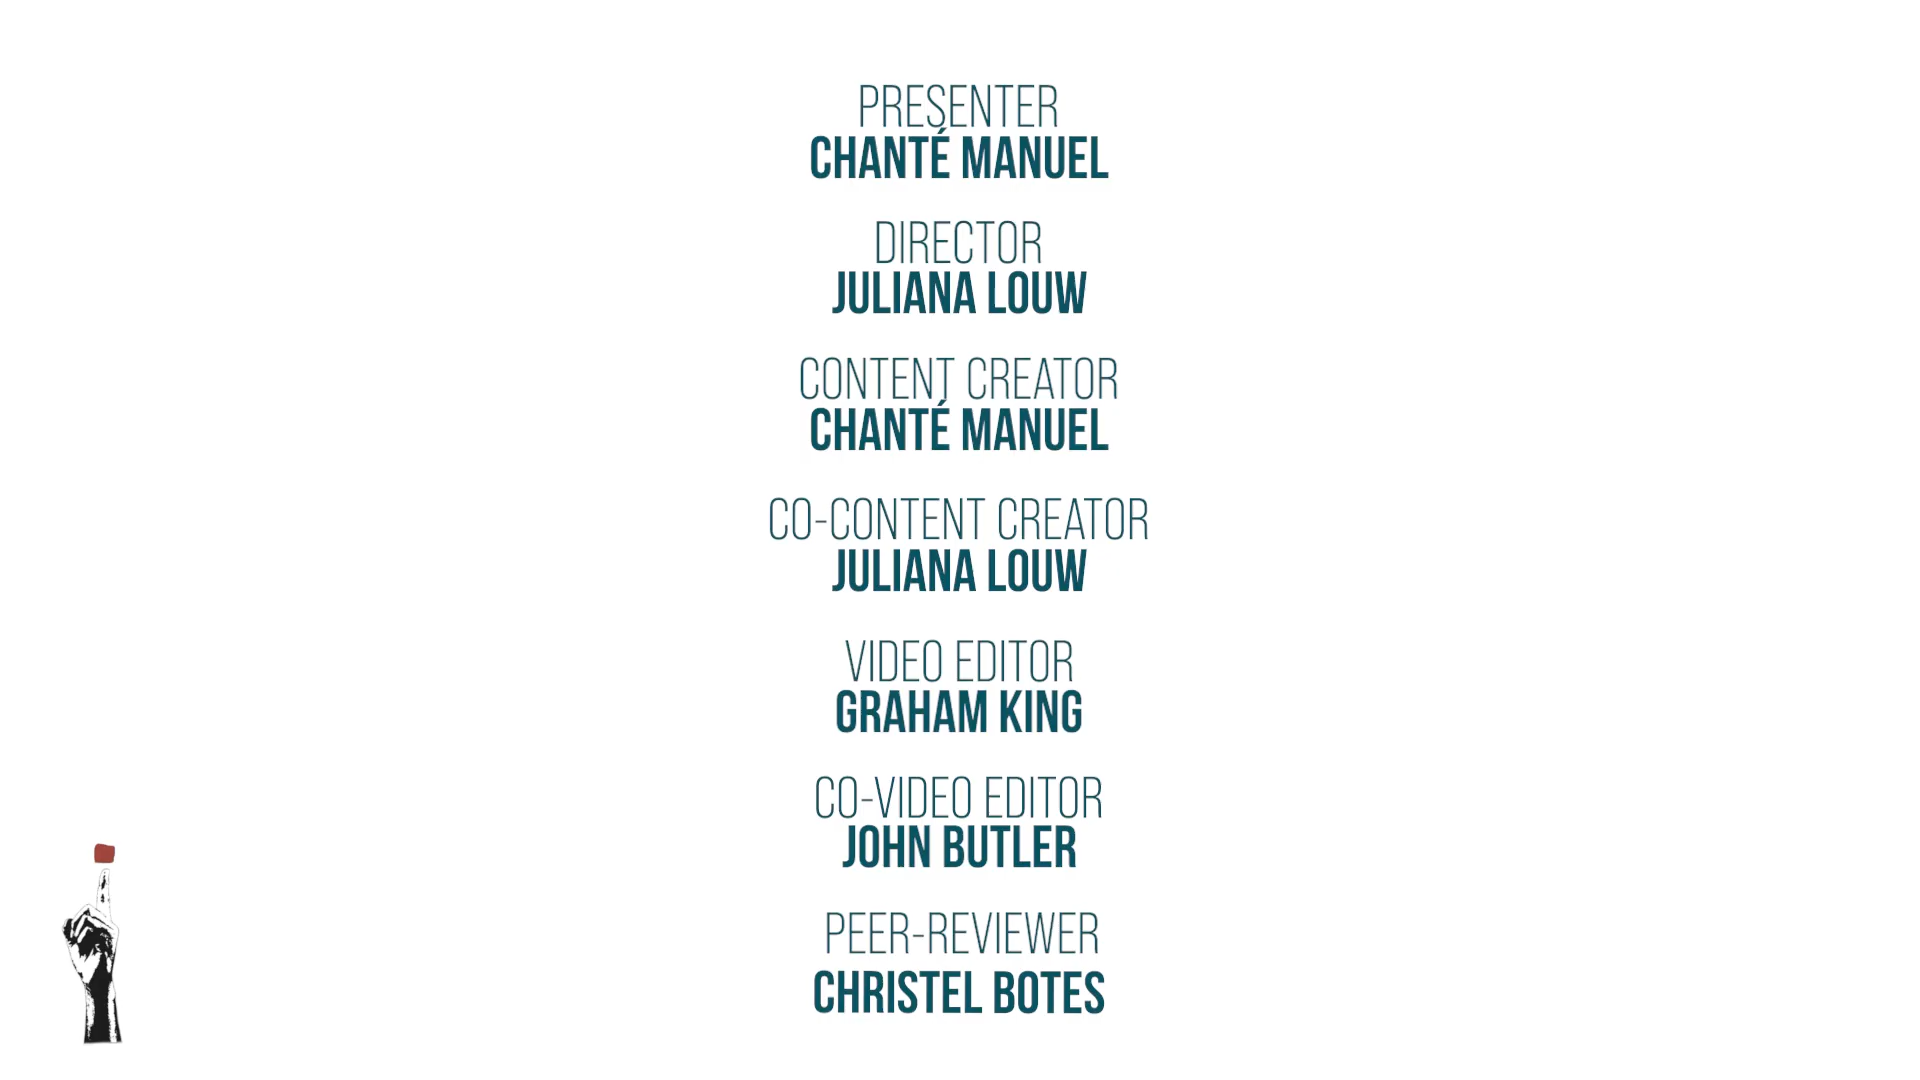 PRESENTER
CHANTÉ MANUEL
DIRECTOR
JULIANA LOUW
CONTENT CREATOR
CHANTÉ MANUEL
CO-CONTENT CREATOR
JULIANA LOUW
VIDEO EDITOR
GRAHAM KING
CO-VIDEO EDITOR
JOHN BUTLER
PEER-REVIEWER
CHRISTEL BOTES